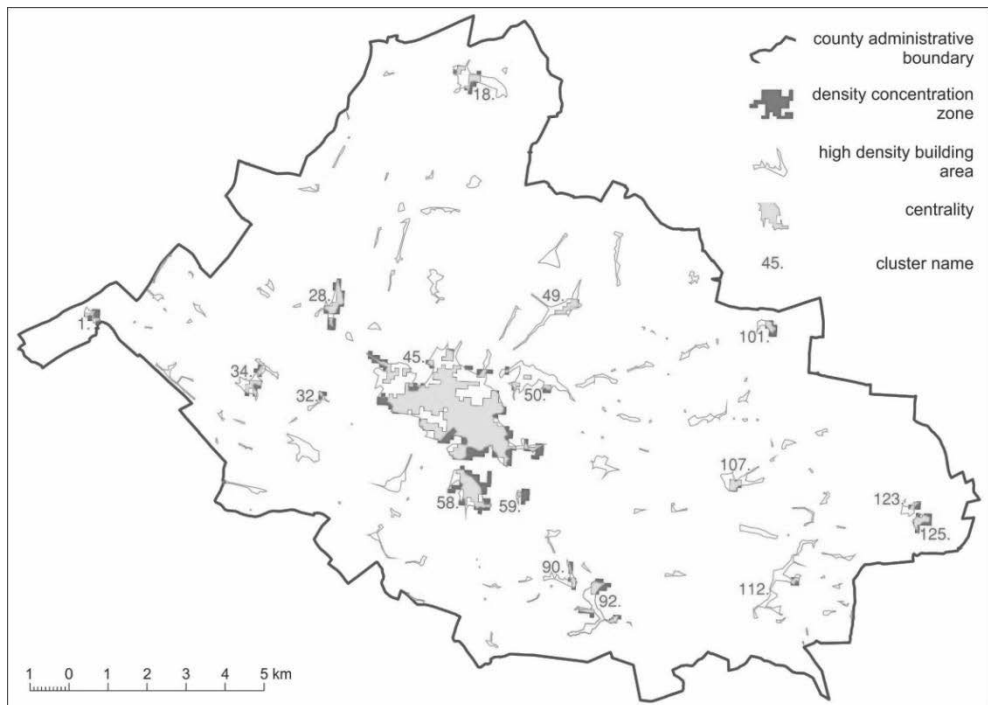 county administrative
boundary
density concentration
zone
high density building
area
centrality
45. cluster name
18.
28.
49.
1.
101.
45.
34.
32.
50.
107.
58.
59.
123.
125.
90.
92.
112.
1 0 1 2 3 4 5 km